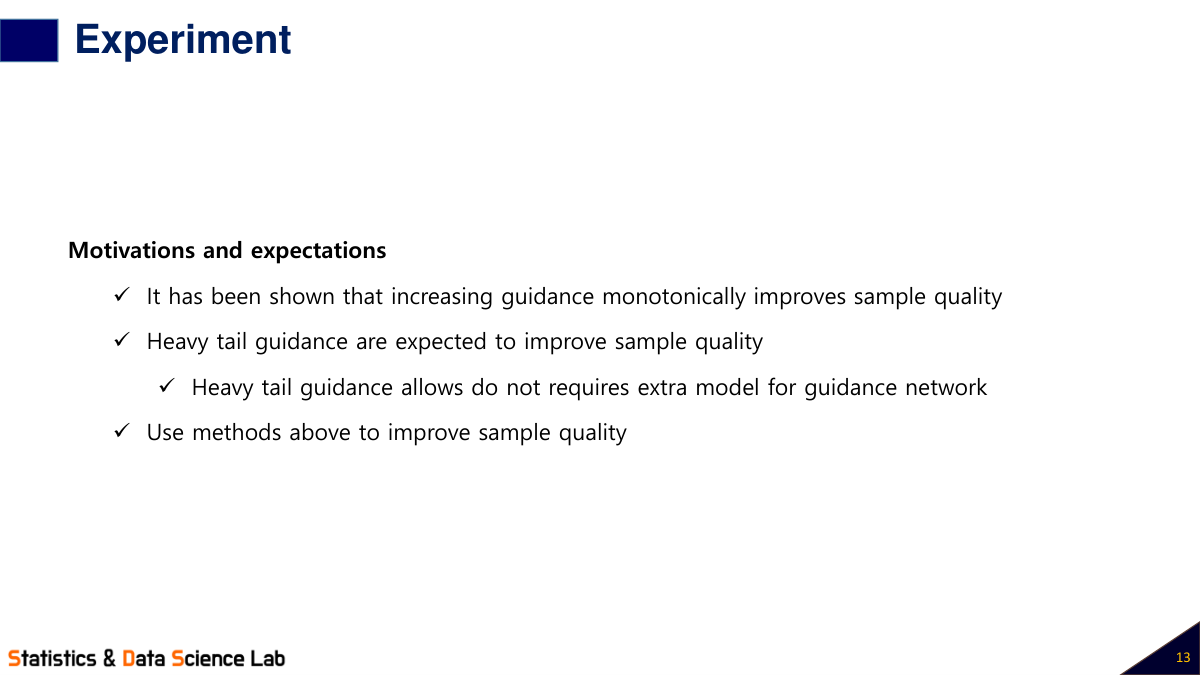 Experiment
Motivations and expectations
✓ It has been shown that increasing guidance monotonically improves sample quality
✓ Heavy tail guidance are expected to improve sample quality
✓ Heavy tail guidance allows do not requires extra model for guidance network
✓ Use methods above to improve sample quality
Statistics & Data Science Lab
13